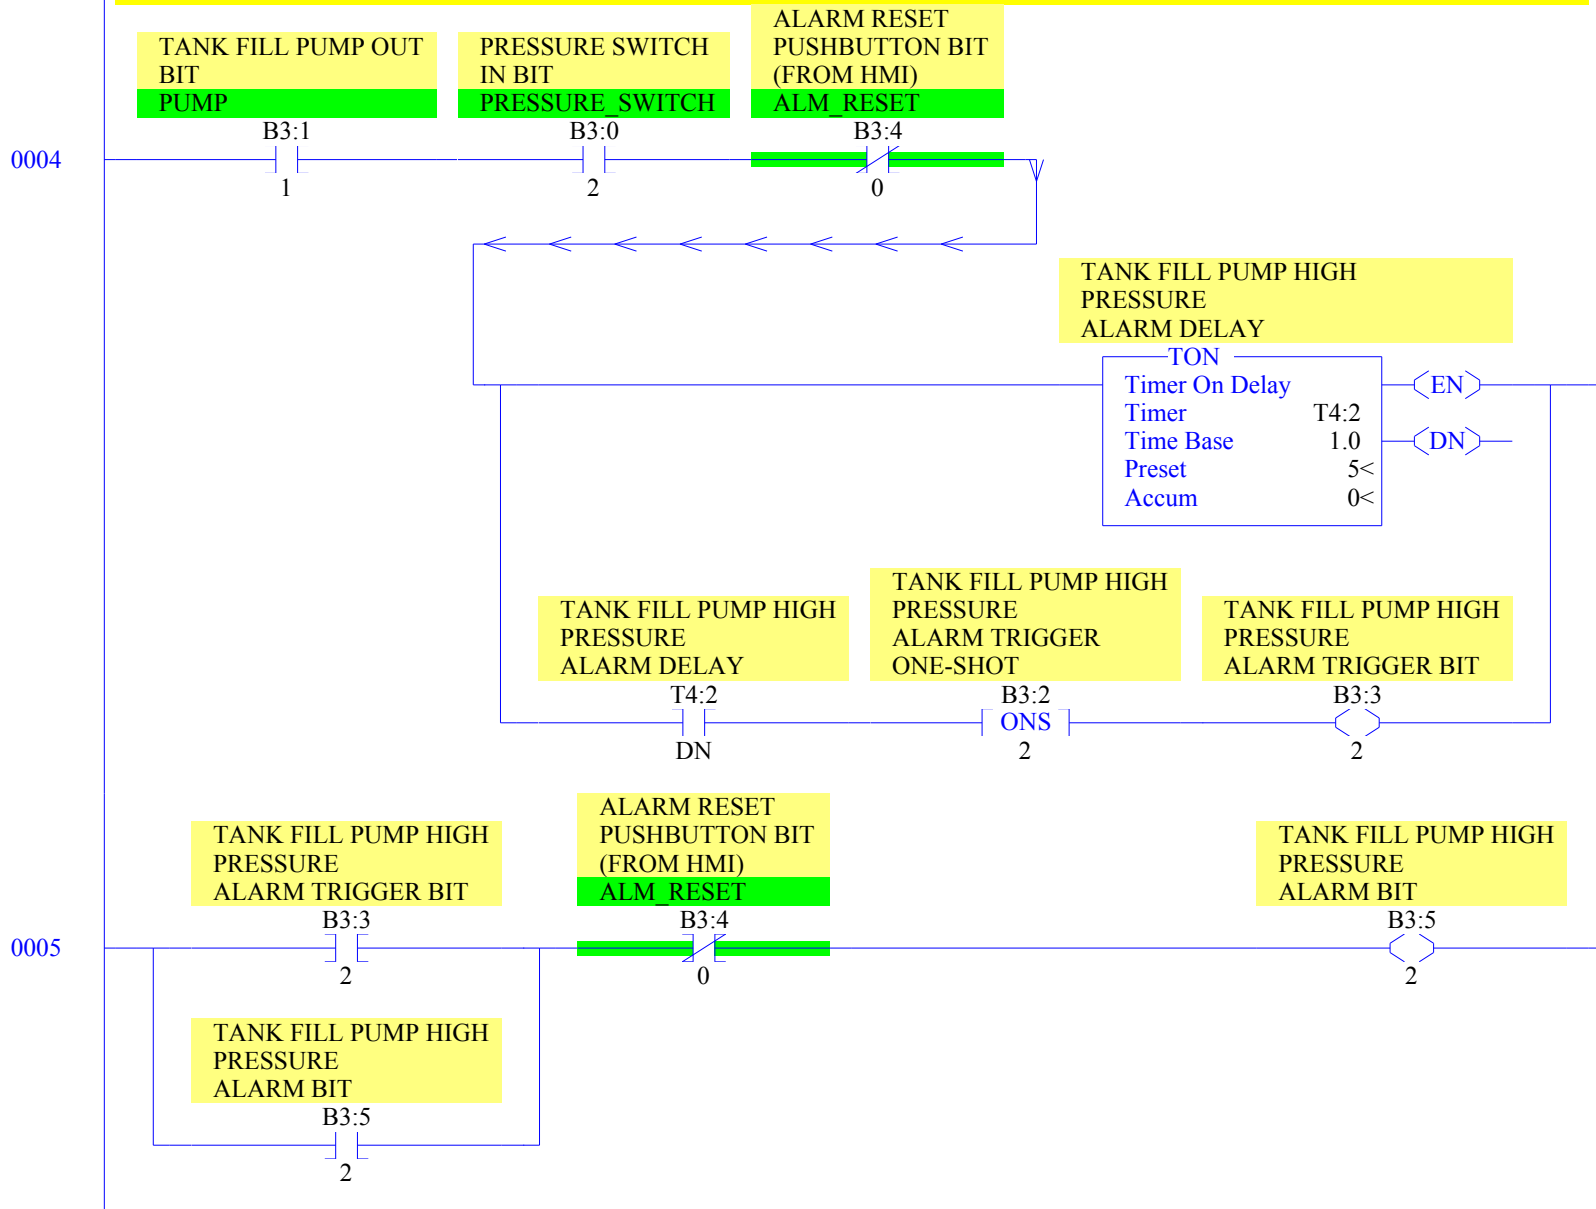 TANK FILL PUMP OUT
BIT
PUMP
B3:1
1
PRESSURE SWITCH
IN BIT
PRESSURE_SWITCH
B3:0
2
ALARM RESET
PUSHBUTTON BIT
(FROM HMI)
ALM_RESET
B3:4
0
0004
TANK FILL PUMP HIGH
PRESSURE
ALARM DELAY
TON
Timer On Delay
Timer T4:2
Time Base 1.0
Preset 5<
Accum 0<
EN
DN
TANK FILL PUMP HIGH
PRESSURE
ALARM DELAY
T4:2
DN
TANK FILL PUMP HIGH
PRESSURE
ALARM TRIGGER
ONE-SHOT
B3:2
ONS
2
TANK FILL PUMP HIGH
PRESSURE
ALARM TRIGGER BIT
B3:3
2
0005
TANK FILL PUMP HIGH
PRESSURE
ALARM TRIGGER BIT
B3:3
2
ALARM RESET
PUSHBUTTON BIT
(FROM HMI)
ALM_RESET
B3:4
0
TANK FILL PUMP HIGH
PRESSURE
ALARM BIT
B3:5
2
TANK FILL PUMP HIGH
PRESSURE
ALARM BIT
B3:5
2